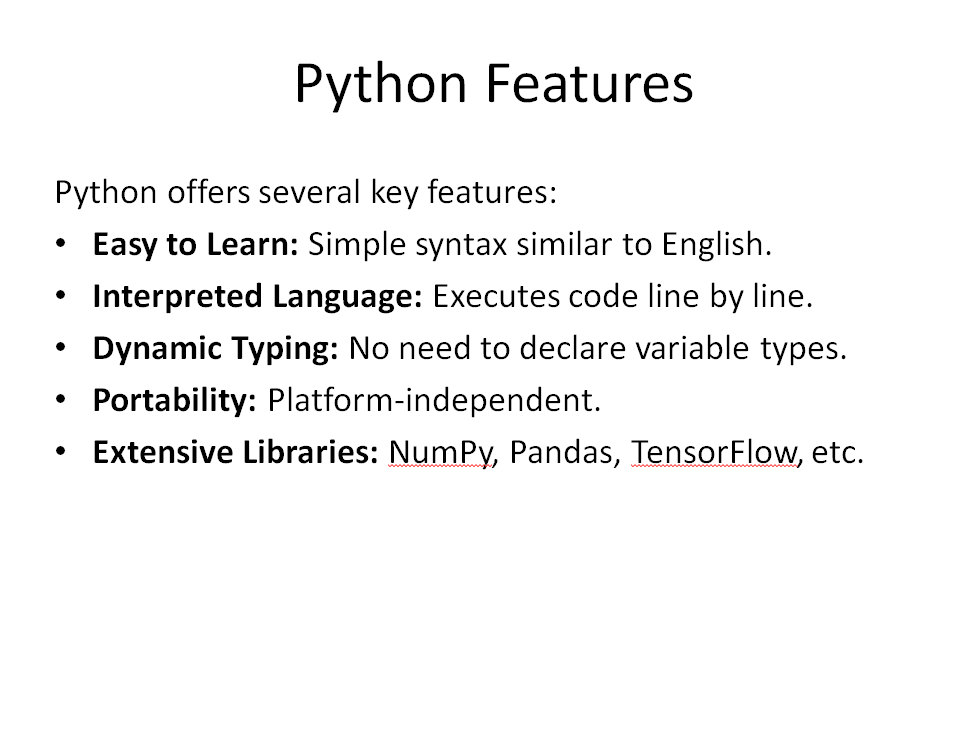 Python Features
Python offers several key features:
• Easy to Learn: Simple syntax similar to English.
• Interpreted Language: Executes code line by line.
• Dynamic Typing: No need to declare variable types.
• Portability: Platform-independent.
• Extensive Libraries: NumPy, Pandas, TensorFlow, etc.